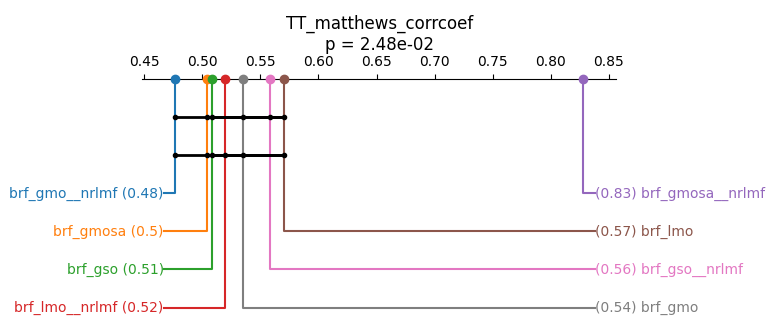 TT_matthews_corrcoef
p = 2.48e-02
0.45 0.50 0.55 0.60 0.65 0.70 0.75 0.80 0.85
brf_gmo__nrlmf (0.48) (0.83) brf_gmosa__nrlmf
brf_gmosa (0.5) (0.57) brf_lmo
brf_gso (0.51) (0.56) brf_gso__nrlmf
brf_lmo__nrlmf (0.52) (0.54) brf_gmo